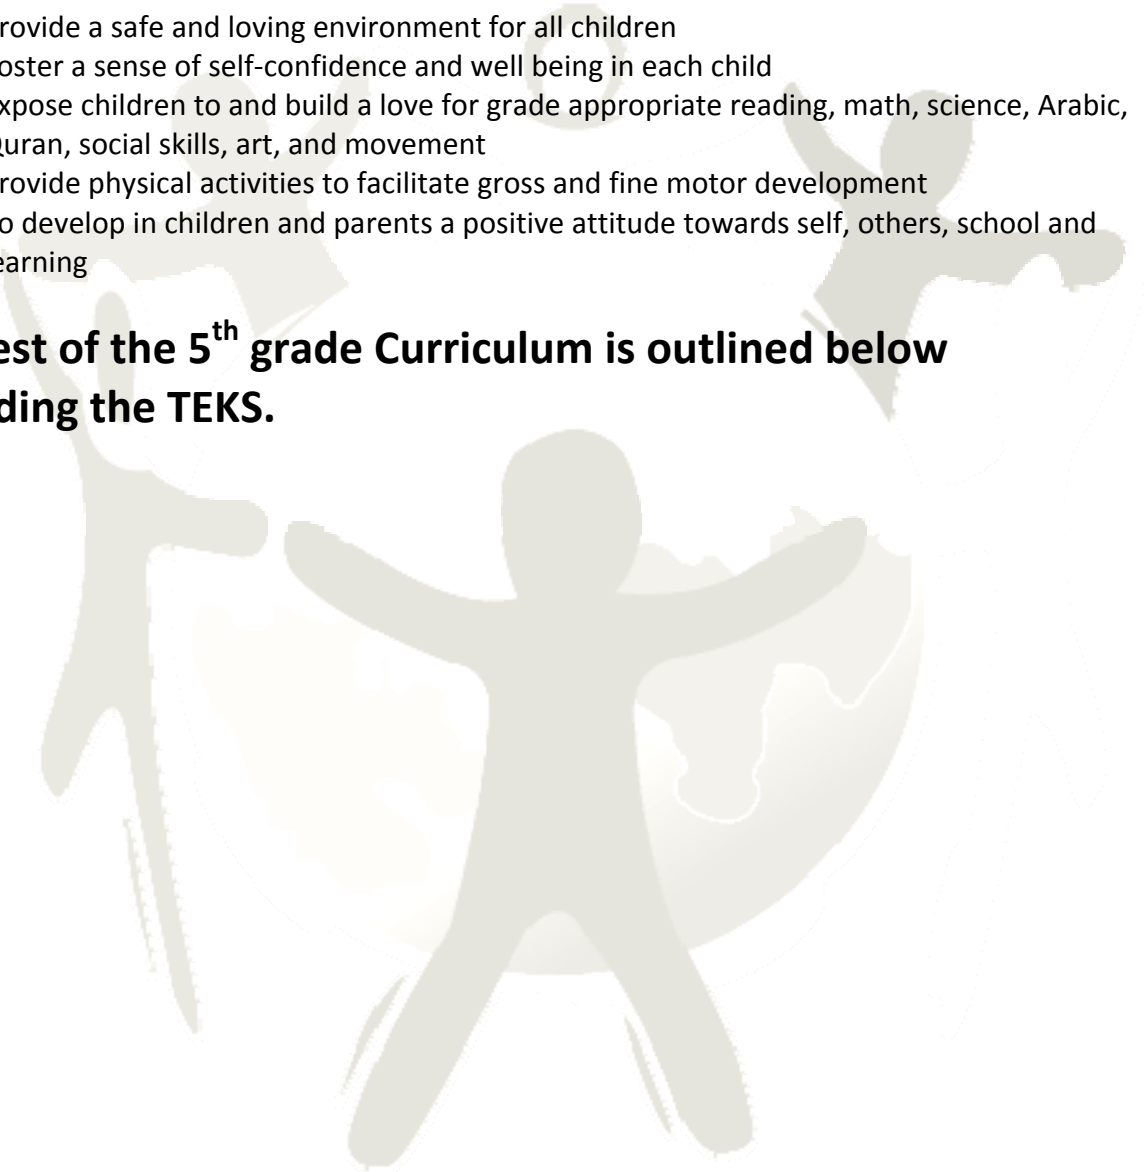 rovide a safe and loving environment for all children
oster a sense of self-confidence and well being in each child
xpose children to and build a love for grade appropriate reading, math, science, Arabic,
Quran, social skills, art, and movement
rovide physical activities to facilitate gross and fine motor development
o develop in children and parents a positive attitude towards self, others, school and
earning
est of the 5th grade Curriculum is outlined below
ding the TEKS.